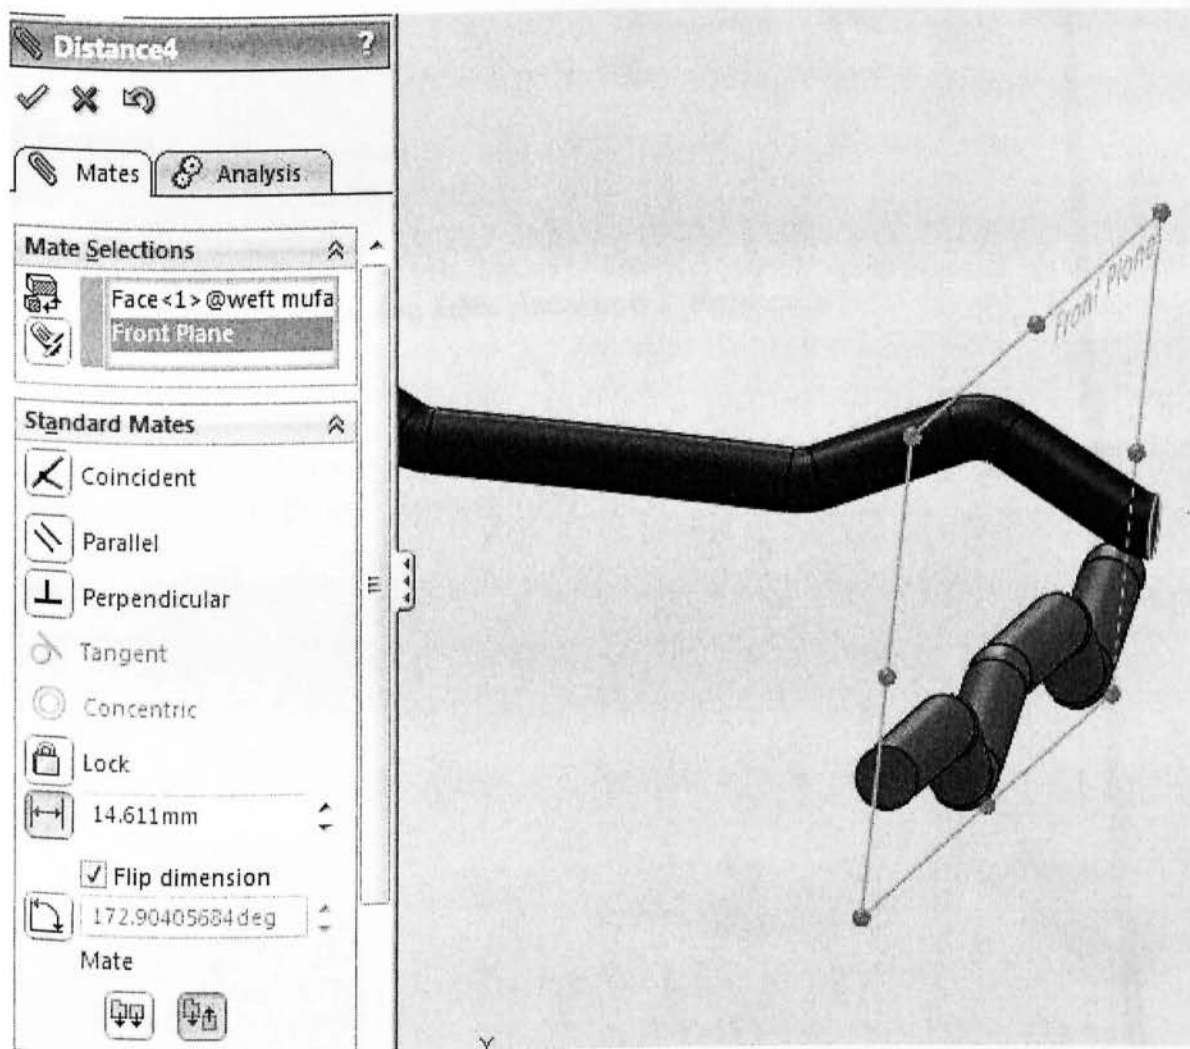 Distance4 ?
Mates Analysis
Mate Selections
Face<1>@weft mufa
Front Plane
Standard Mates
Coincident
Parallel
Perpendicular
Tangent
Concentric
Lock
14.611mm
Flip dimension
172.90405684deg
Mate
Front Plane
Y